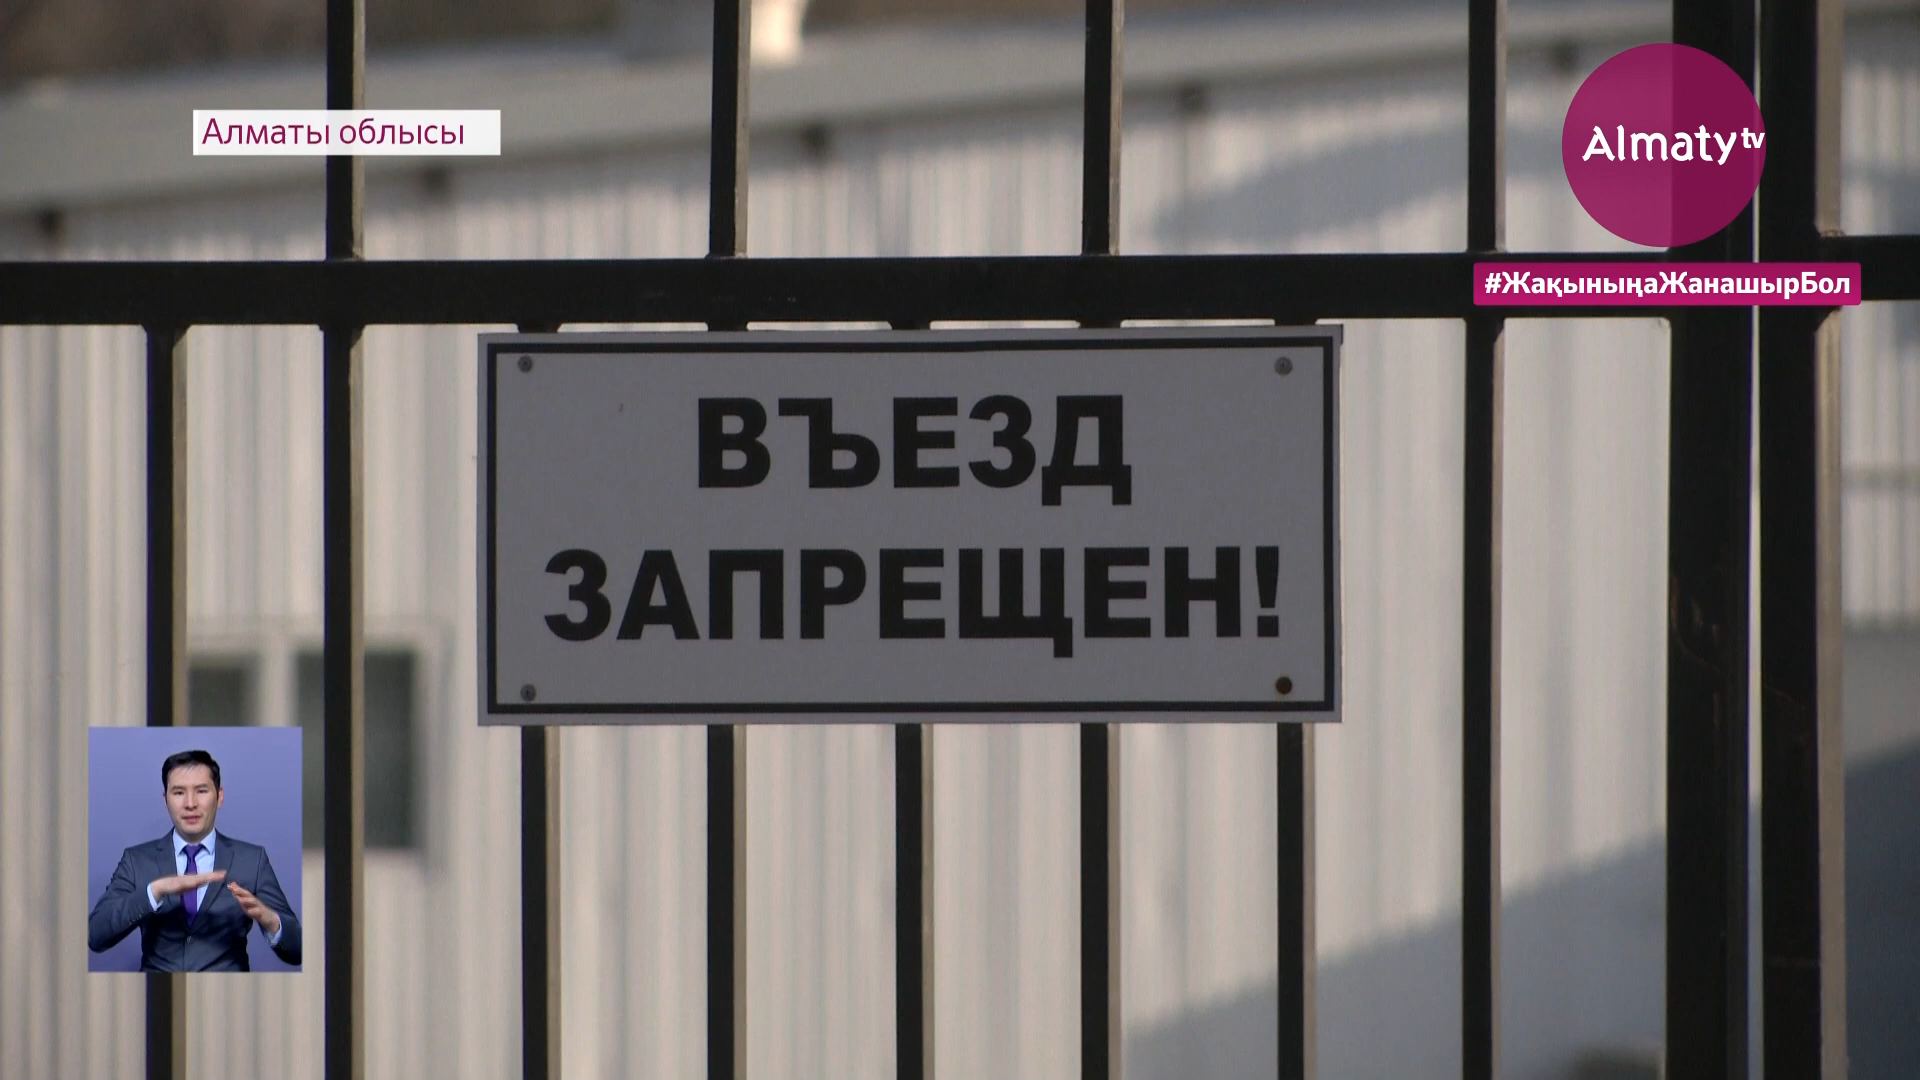 Алматы облысы
Almaty tv
#ЖақыныңаЖанашырБол
ВЪЕЗД
ЗАПРЕЩЕН!